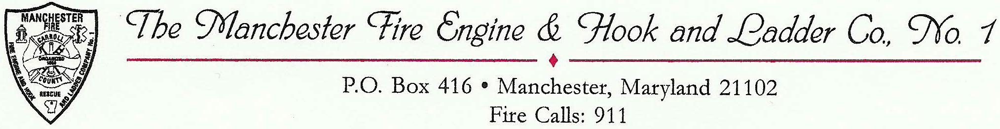 The Manchester Fire Engine & Hook and Ladder Co., No. 1
P.O. Box 416 • Manchester, Maryland 21102
Fire Calls: 911
MANCHESTER
FIRE
CARROLL
ORGANIZED
COUNTY
RESCUE
FIRE ENGINE AND HOOK
AND LADDER COMPANY No. 1